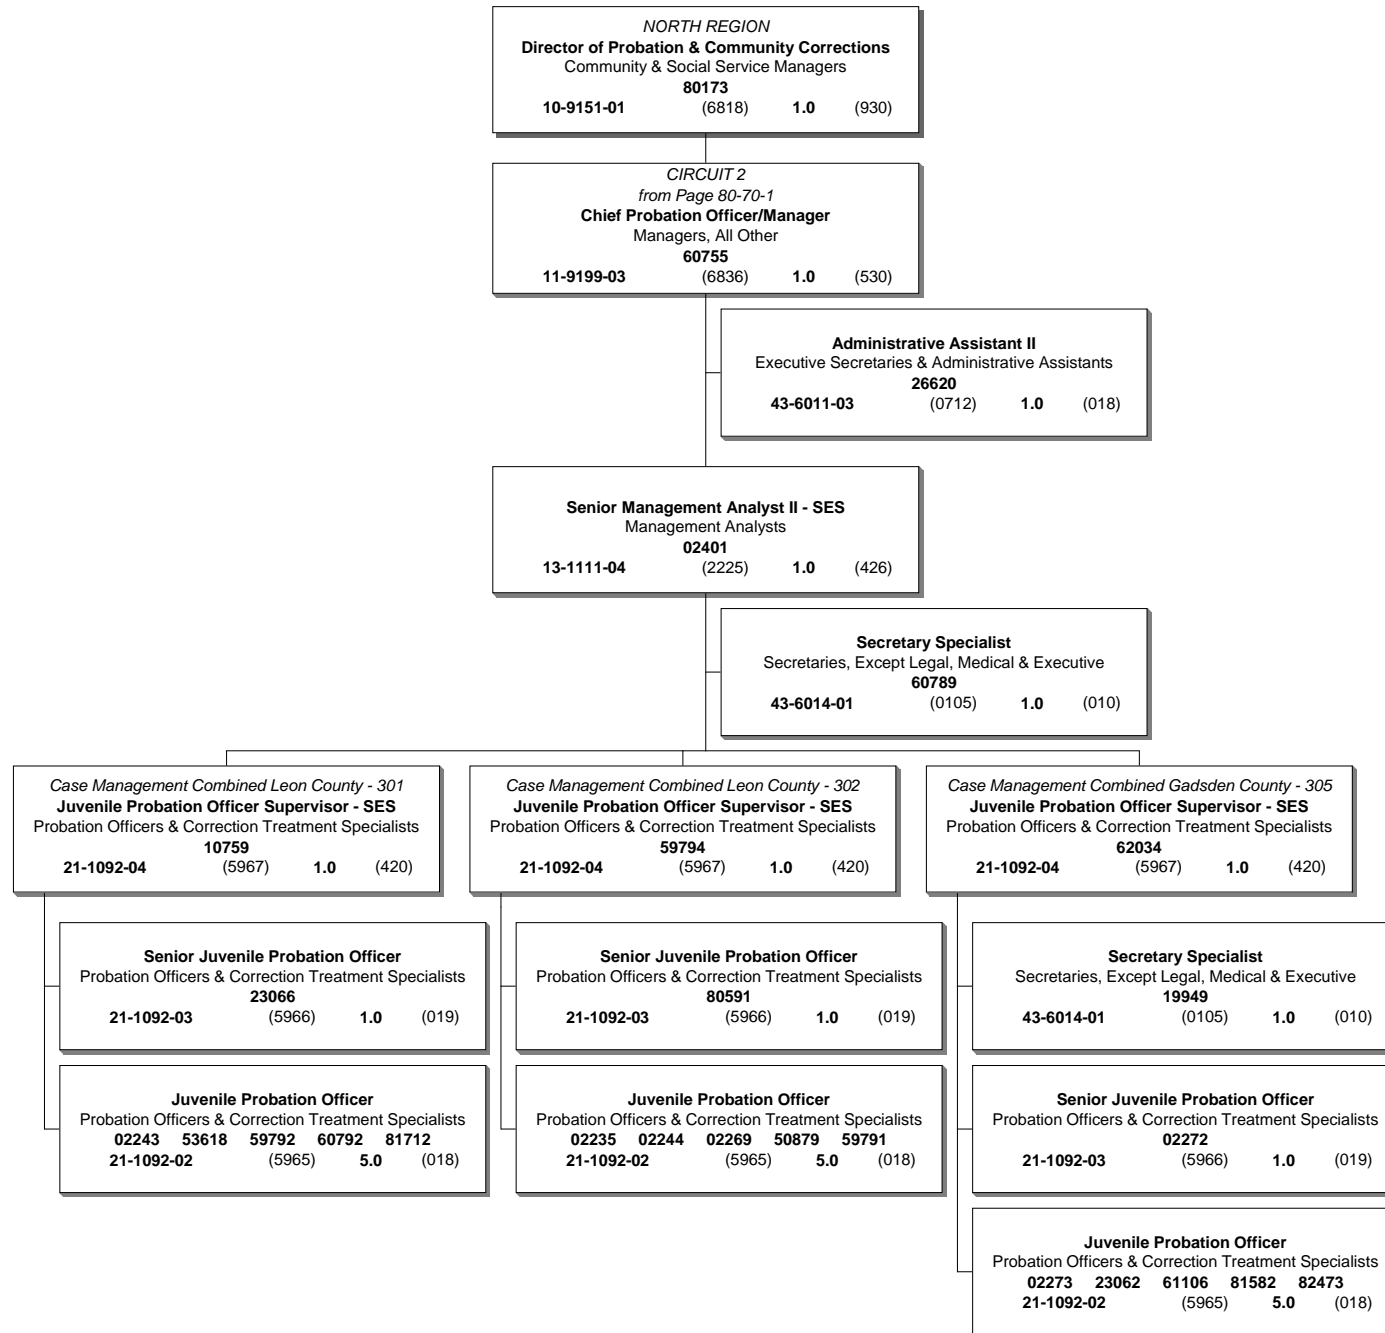 NORTH REGION
Director of Probation & Community Corrections
Community & Social Service Managers
80173
10-9151-01 (6818) 1.0 (930)
CIRCUIT 2
from Page 80-70-1
Chief Probation Officer/Manager
Managers, All Other
60755
11-9199-03 (6836) 1.0 (530)
Administrative Assistant II
Executive Secretaries & Administrative Assistants
26620
43-6011-03 (0712) 1.0 (018)
Senior Management Analyst II - SES
Management Analysts
02401
13-1111-04 (2225) 1.0 (426)
Secretary Specialist
Secretaries, Except Legal, Medical & Executive
60789
43-6014-01 (0105) 1.0 (010)
Case Management Combined Leon County - 301
Juvenile Probation Officer Supervisor - SES
Probation Officers & Correction Treatment Specialists
10759
21-1092-04 (5967) 1.0 (420)
Senior Juvenile Probation Officer
Probation Officers & Correction Treatment Specialists
23066
21-1092-03 (5966) 1.0 (019)
Juvenile Probation Officer
Probation Officers & Correction Treatment Specialists
02243 53618 59792 60792 81712
21-1092-02 (5965) 5.0 (018)
Case Management Combined Leon County - 302
Juvenile Probation Officer Supervisor - SES
Probation Officers & Correction Treatment Specialists
59794
21-1092-04 (5967) 1.0 (420)
Senior Juvenile Probation Officer
Probation Officers & Correction Treatment Specialists
80591
21-1092-03 (5966) 1.0 (019)
Juvenile Probation Officer
Probation Officers & Correction Treatment Specialists
02235 02244 02269 50879 59791
21-1092-02 (5965) 5.0 (018)
Case Management Combined Gadsden County - 305
Juvenile Probation Officer Supervisor - SES
Probation Officers & Correction Treatment Specialists
62034
21-1092-04 (5967) 1.0 (420)
Secretary Specialist
Secretaries, Except Legal, Medical & Executive
19949
43-6014-01 (0105) 1.0 (010)
Senior Juvenile Probation Officer
Probation Officers & Correction Treatment Specialists
02272
21-1092-03 (5966) 1.0 (019)
Juvenile Probation Officer
Probation Officers & Correction Treatment Specialists
02273 23062 61106 81582 82473
21-1092-02 (5965) 5.0 (018)